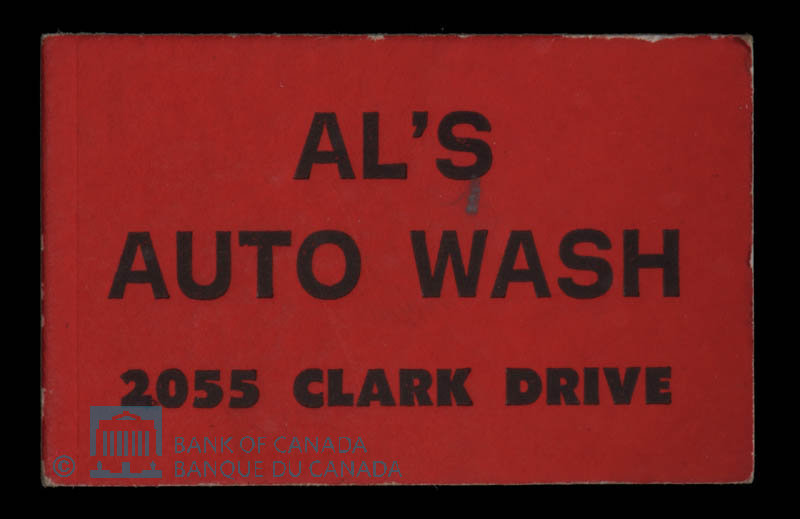 AL'S
AUTO WASH
2055 CLARK DRIVE
© BANK OF CANADA
BANQUE DU CANADA